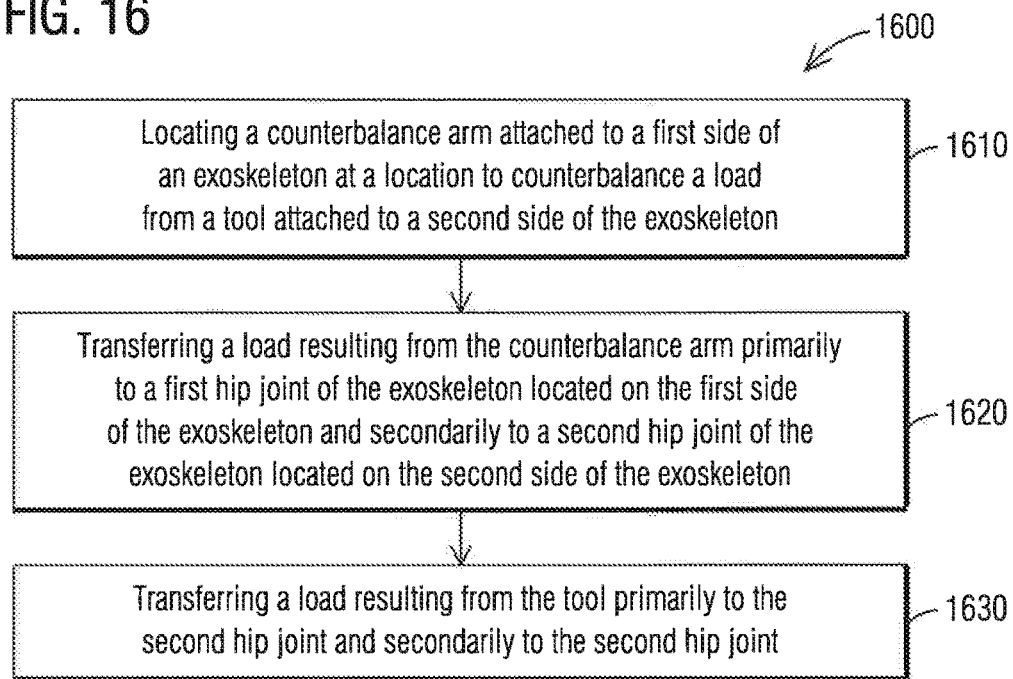 FIG. 16
1600
Locating a counterbalance arm attached to a first side of
an exoskeleton at a location to counterbalance a load
from a tool attached to a second side of the exoskeleton
1610
Transferring a load resulting from the counterbalance arm primarily
to a first hip joint of the exoskeleton located on the first side
of the exoskeleton and secondarily to a second hip joint of the
exoskeleton located on the second side of the exoskeleton
1620
Transferring a load resulting from the tool primarily to the
second hip joint and secondarily to the second hip joint
1630